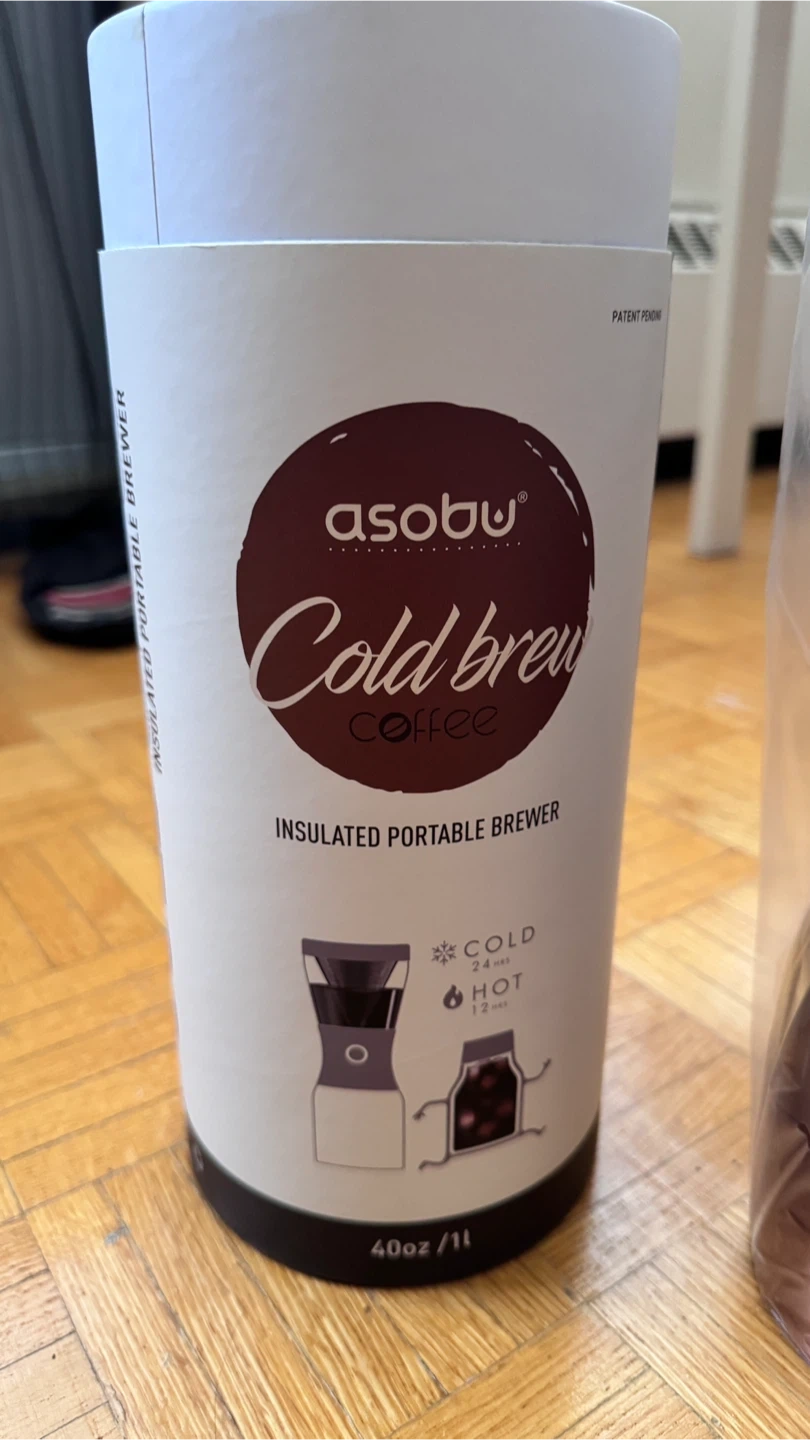 PATENT PENDING
INSULATED PORTABLE BREWER
asobu®
Cold brew
coffee
INSULATED PORTABLE BREWER
COLD
24 HRS
HOT
12 HRS
40oz /1l